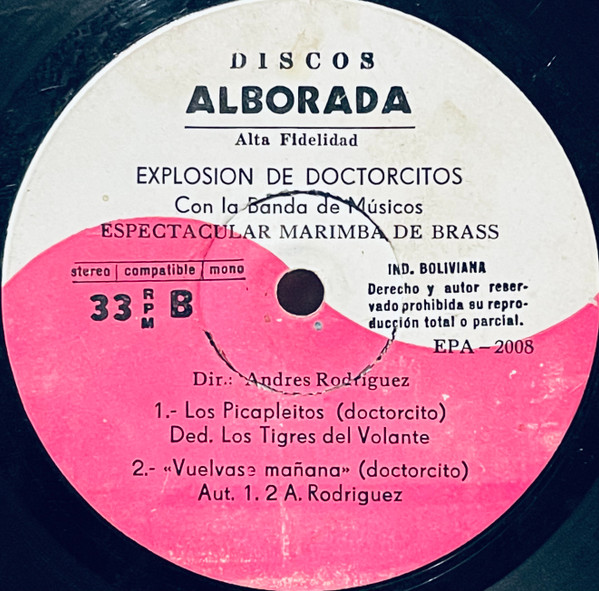 DISCOS
ALBORADA
Alta Fidelidad
EXPLOSION DE DOCTORCITOS
Con la Banda de Músicos
ESPECTACULAR MARIMBA DE BRASS
stereo | compatible | mono
33 RPM B
IND. BOLIVIANA
Derecho y autor reser-
vado prohibida su repro-
ducción total o parcial.
EPA - 2008
Dir.: Andres Rodríguez
1.- Los Picapleitos (doctorcito)
Ded. Los Tigres del Volante
2.- «Vuelvase mañana» (doctorcito)
Aut. 1. 2 A. Rodriguez